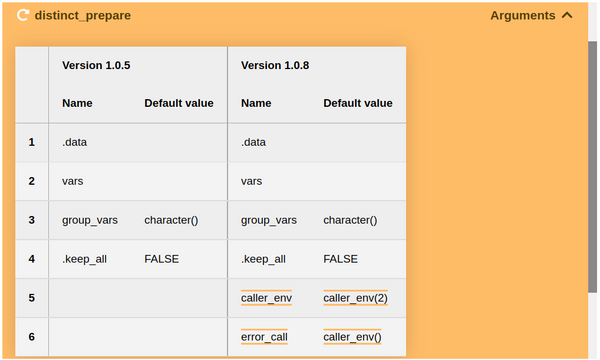 distinct_prepare Arguments
Version 1.0.5 Version 1.0.8
Name Default value Name Default value
1 .data .data
2 vars vars
3 group_vars character() group_vars character()
4 .keep_all FALSE .keep_all FALSE
5 caller_env caller_env(2)
6 error_call caller_env()